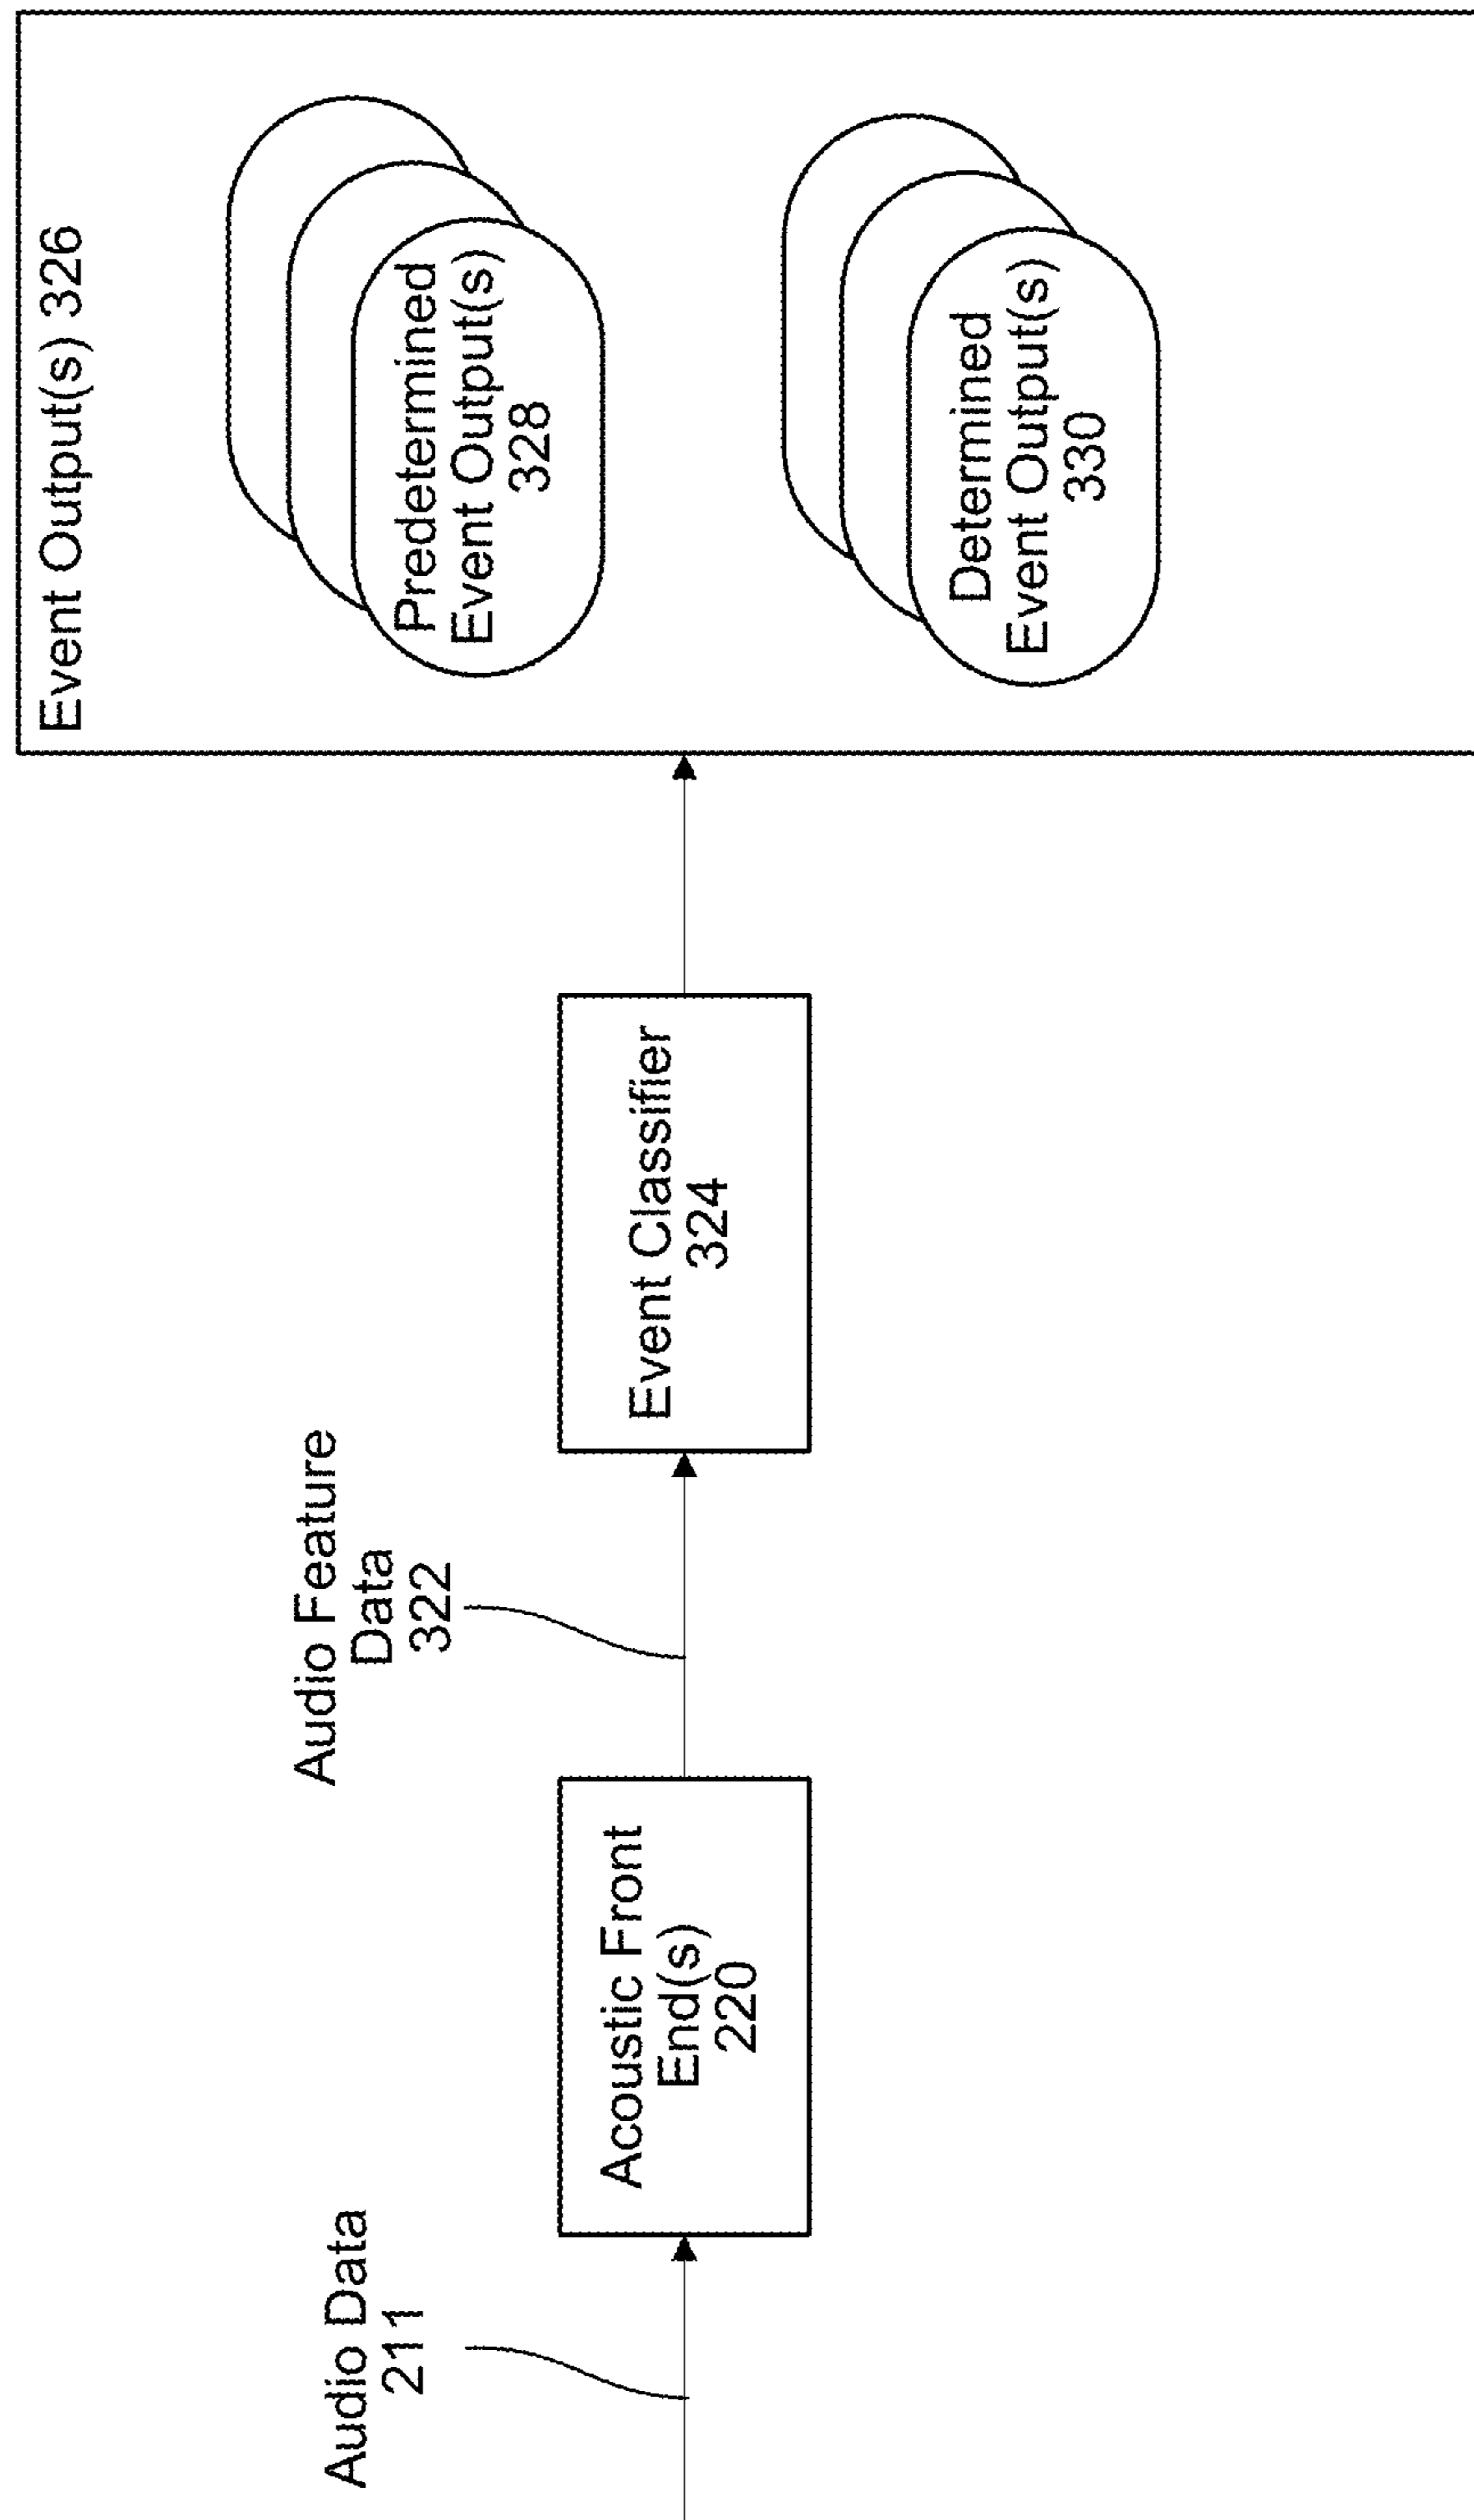 Audio Data
211
Acoustic Front
End(s)
220
Audio Feature
Data
322
Event Classifier
324
Event Output(s) 326
Predetermined
Event Output(s)
328
Determined
Event Output(s)
330